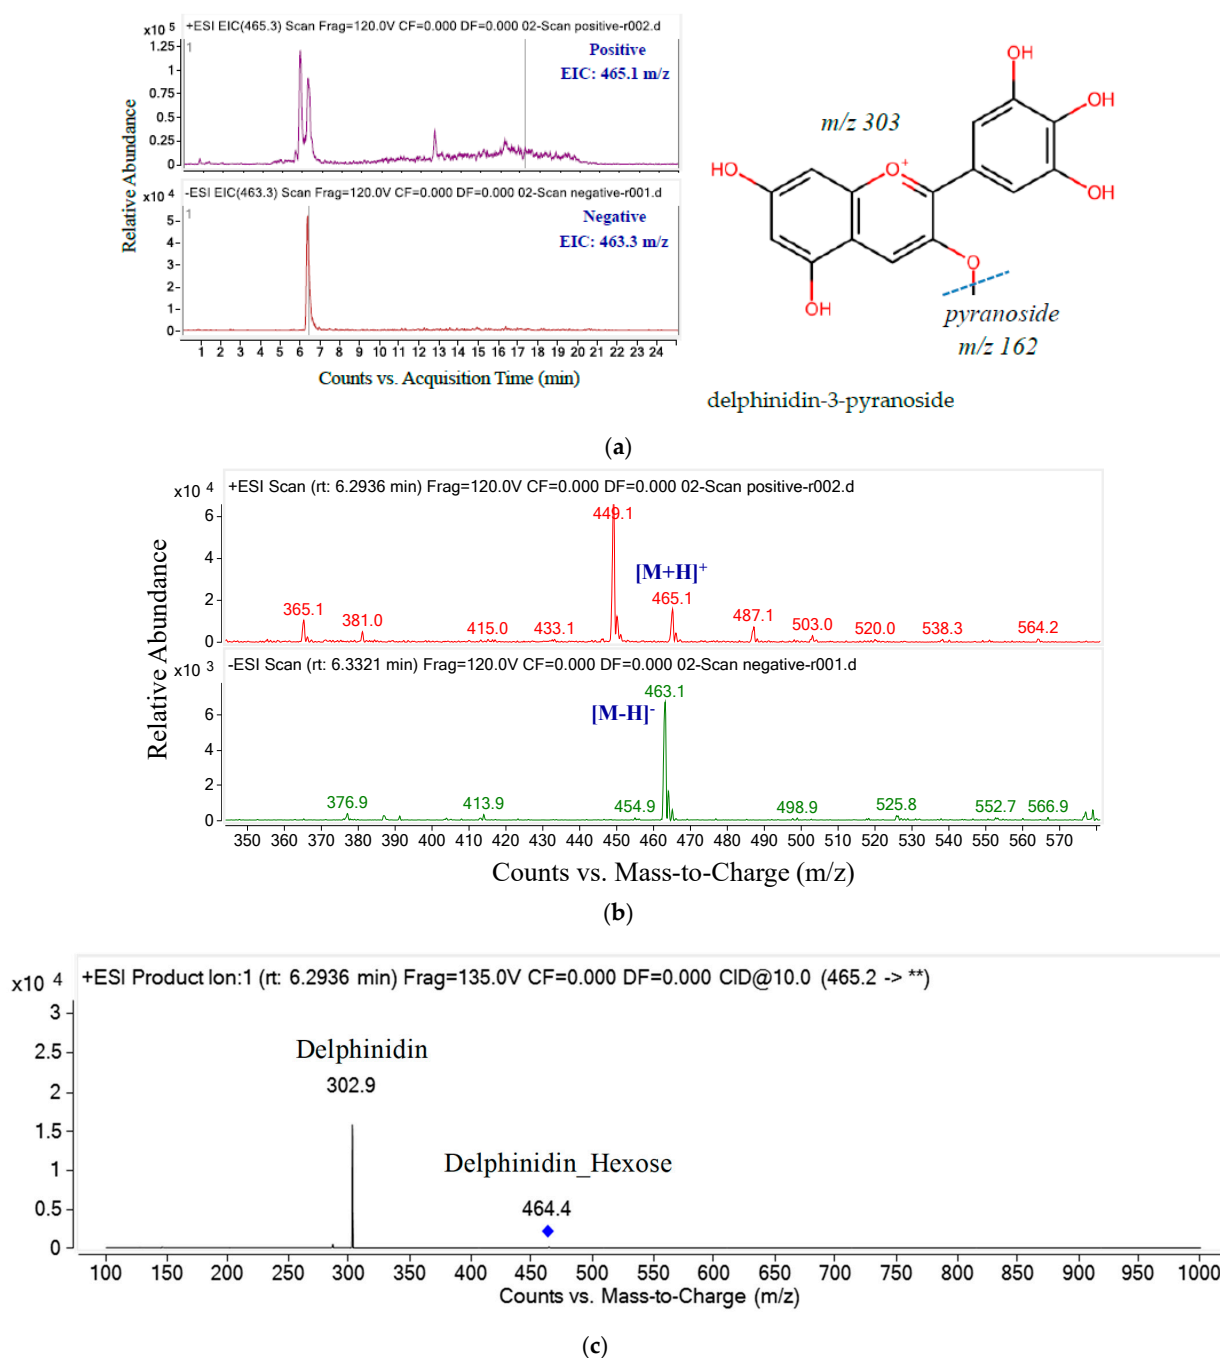 +ESI EIC(465.3) Scan Frag=120.0V CF=0.000 DF=0.000 02-Scan positive-r002.d
x10 5
1
Positive
EIC: 465.1 m/z
1.25
1
0.75
0.5
0.25
0
Relative Abundance
-ESI EIC(463.3) Scan Frag=120.0V CF=0.000 DF=0.000 02-Scan negative-r001.d
x10 4
1
Negative
EIC: 463.3 m/z
5
4
3
2
1
0
1 2 3 4 5 6 7 8 9 10 11 12 13 14 15 16 17 18 19 20 21 22 23 24
Counts vs. Acquisition Time (min)
m/z 303
OH
OH
OH
HO
O+
O
OH
pyranoside
m/z 162
delphinidin-3-pyranoside
(a)
+ESI Scan (rt: 6.2936 min) Frag=120.0V CF=0.000 DF=0.000 02-Scan positive-r002.d
x10 4
6
4
2
0
449.1
[M+H]+
365.1 381.0 415.0 433.1 465.1 487.1 503.0 520.0 538.3 564.2
Relative Abundance
-ESI Scan (rt: 6.3321 min) Frag=120.0V CF=0.000 DF=0.000 02-Scan negative-r001.d
x10 3
6
4
2
0
463.1
[M-H]-
376.9 413.9 454.9 498.9 525.8 552.7 566.9
350 360 370 380 390 400 410 420 430 440 450 460 470 480 490 500 510 520 530 540 550 560 570
Counts vs. Mass-to-Charge (m/z)
(b)
+ESI Product Ion:1 (rt: 6.2936 min) Frag=135.0V CF=0.000 DF=0.000 CID@10.0 (465.2 -> **)
x10 4
3
2.5
2
1.5
1
0.5
0
Delphinidin
302.9
Delphinidin_Hexose
464.4
100 150 200 250 300 350 400 450 500 550 600 650 700 750 800 850 900 950 1000
Counts vs. Mass-to-Charge (m/z)
(c)